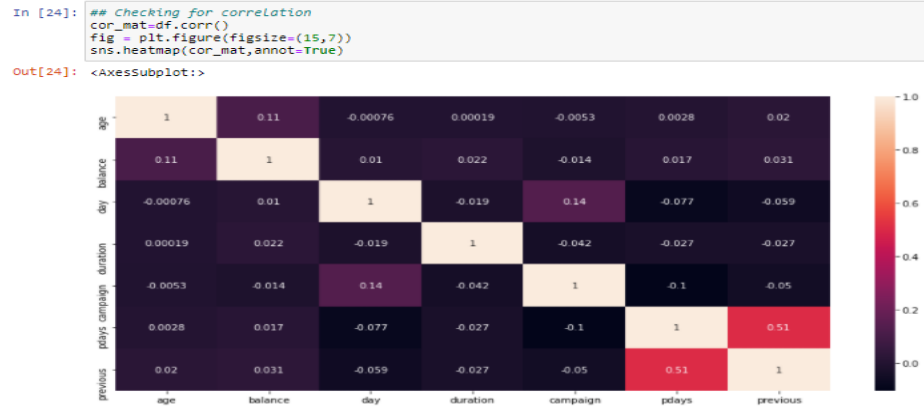 In [24]: ## Checking for correlation
cor_mat=df.corr()
fig = plt.figure(figsize=(15,7))
sns.heatmap(cor_mat,annot=True)
Out[24]: <AxesSubplot:>
age 1 0.11 -0.00076 0.00019 -0.0053 0.0028 0.02
balance 0.11 1 0.01 0.022 -0.014 0.017 0.031
day -0.00076 0.01 1 -0.019 0.14 -0.077 -0.059
duration 0.00019 0.022 -0.019 1 -0.042 -0.027 -0.027
campaign -0.0053 -0.014 0.14 -0.042 1 -0.1 -0.05
pdays 0.0028 0.017 -0.077 -0.027 -0.1 1 0.51
previous 0.02 0.031 -0.059 -0.027 -0.05 0.51 1
age balance day duration campaign pdays previous
1.0
0.8
0.6
0.4
0.2
0.0